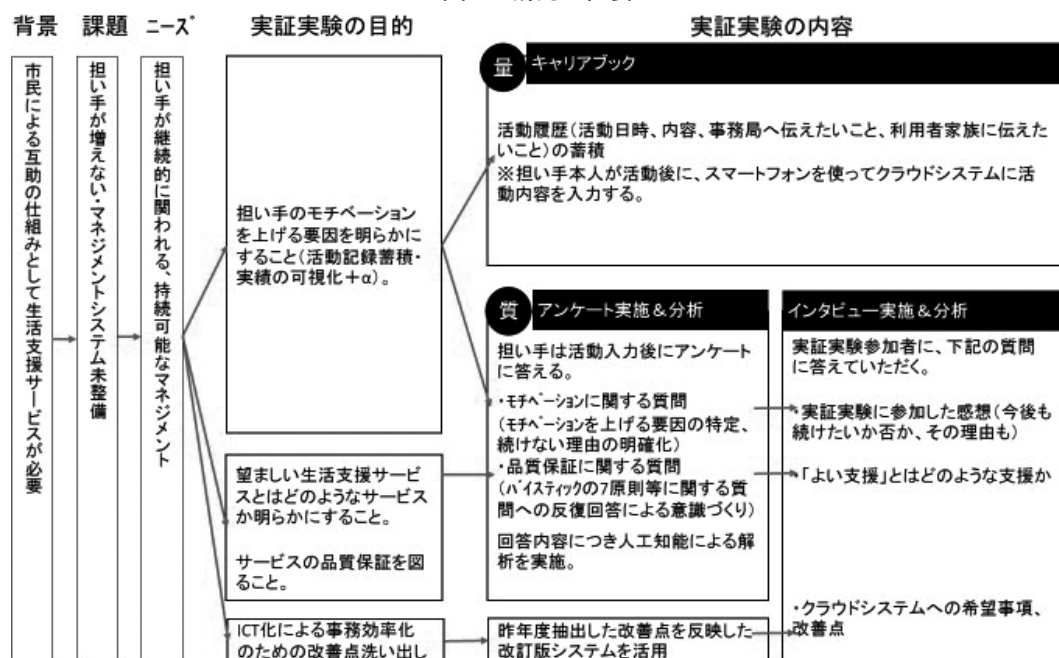 背景
課題
ニーズ
実証実験の目的
実証実験の内容
市民による互助の仕組みとして生活支援サービスが必要
担い手が増えない・マネジメントシステム未整備
担い手が継続的に関われる、持続可能なマネジメント
担い手のモチベーション
を上げる要因を明らかに
すること(活動記録蓄積・
実績の可視化+α)。
望ましい生活支援サービ
スとはどのようなサービス
か明らかにすること。
サービスの品質保証を図
ること。
ICT化による事務効率化
のための改善点洗い出し
量 キャリアブック
活動履歴(活動日時、内容、事務局へ伝えたいこと、利用者家族に伝えた
いこと)の蓄積
※担い手本人が活動後に、スマートフォンを使ってクラウドシステムに活
動内容を入力する。
質 アンケート実施&分析
担い手は活動入力後にアンケート
に答える。
・モチベーションに関する質問
(モチベーションを上げる要因の特定、
続けない理由の明確化)
・品質保証に関する質問
(バイスティックの7原則等に関する質
問への反復回答による意識づくり)
回答内容につき人工知能による解
析を実施。
昨年度抽出した改善点を反映した
改訂版システムを活用
インタビュー実施&分析
実証実験参加者に、下記の質問
に答えていただく。
・実証実験に参加した感想(今後も
続けたいか否か、その理由も)
・「よい支援」とはどのような支援か
・クラウドシステムへの希望事項、
改善点